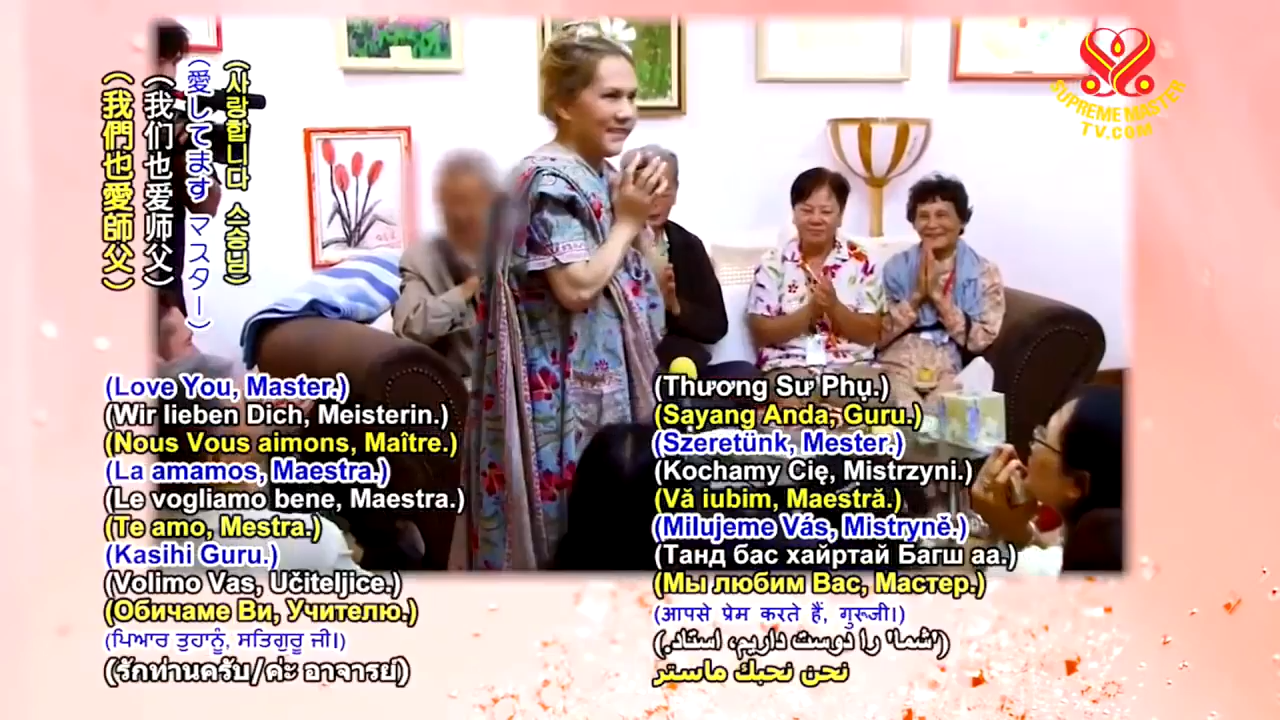 (사랑합니다 스승님)
(愛してます マスター)
(我们也爱师父)
(我們也愛師父)
SUPREME MASTER
TV.COM
(Love You, Master.)
(Wir lieben Dich, Meisterin.)
(Nous Vous aimons, Maître.)
(La amamos, Maestra.)
(Le vogliamo bene, Maestra.)
(Te amo, Mestra.)
(Kasihi Guru.)
(Volimo Vas, Učiteljice.)
(Обичаме Ви, Учителю.)
(ਪਿਆਰ ਤੁਹਾਨੂੰ, ਸਤਿਗੁਰੂ ਜੀ।)
(รักท่านครับ/ค่ะ อาจารย์)
(Thương Sư Phụ.)
(Sayang Anda, Guru.)
(Szeretünk, Mester.)
(Kochamy Cię, Mistrzyni.)
(Vă iubim, Maestră.)
(Milujeme Vás, Mistryně.)
(Танд бас хайртай Багш аа.)
(Мы любим Вас, Мастер.)
(आपसे प्रेम करते हैं, गुरूजी।)
('شما' را دوست داریم، استاد.)
نحن نحبك ماستر